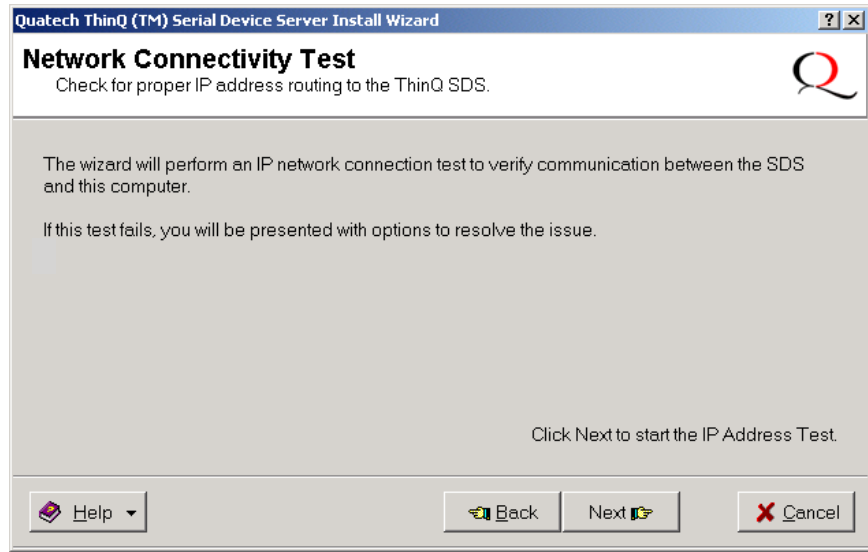 Quatech ThinQ (TM) Serial Device Server Install Wizard
Network Connectivity Test
Check for proper IP address routing to the ThinQ SDS.
The wizard will perform an IP network connection test to verify communication between the SDS
and this computer.
If this test fails, you will be presented with options to resolve the issue.
Click Next to start the IP Address Test.
Help
Back
Next
Cancel